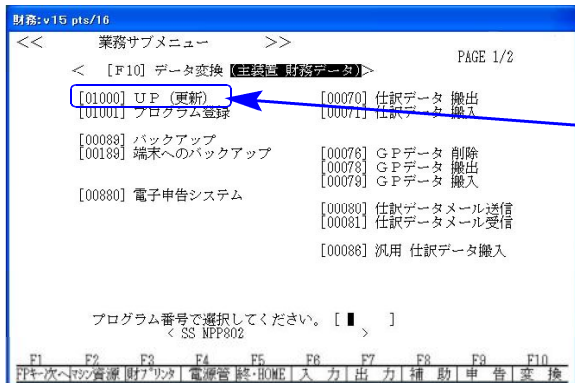 財務:v15 pts/16
<< 業務サブメニュー >>
PAGE 1/2
< [F10] データ変換 (主装置 財務データ)>
[01000] UP (更新)
[01001] プログラム登録
[00089] バックアップ
[00189] 端末へのバックアップ
[00880] 電子申告システム
[00070] 仕訳データ 搬出
[00071] 仕訳データ 搬入
[00076] GPデータ 削除
[00078] GPデータ 搬出
[00079] GPデータ 搬入
[00080] 仕訳データメール送信
[00081] 仕訳データメール受信
[00086] 汎用 仕訳データ搬入
プログラム番号で選択してください。 [ ]
< SS NPP802 >
F1 F2 F3 F4 F5 F6 F7 F8 F9 F10
FPキー次へ マシン資源 財プリンタ 電源管 終・HOME 入 力 出 力 補 助 申 告 変 換